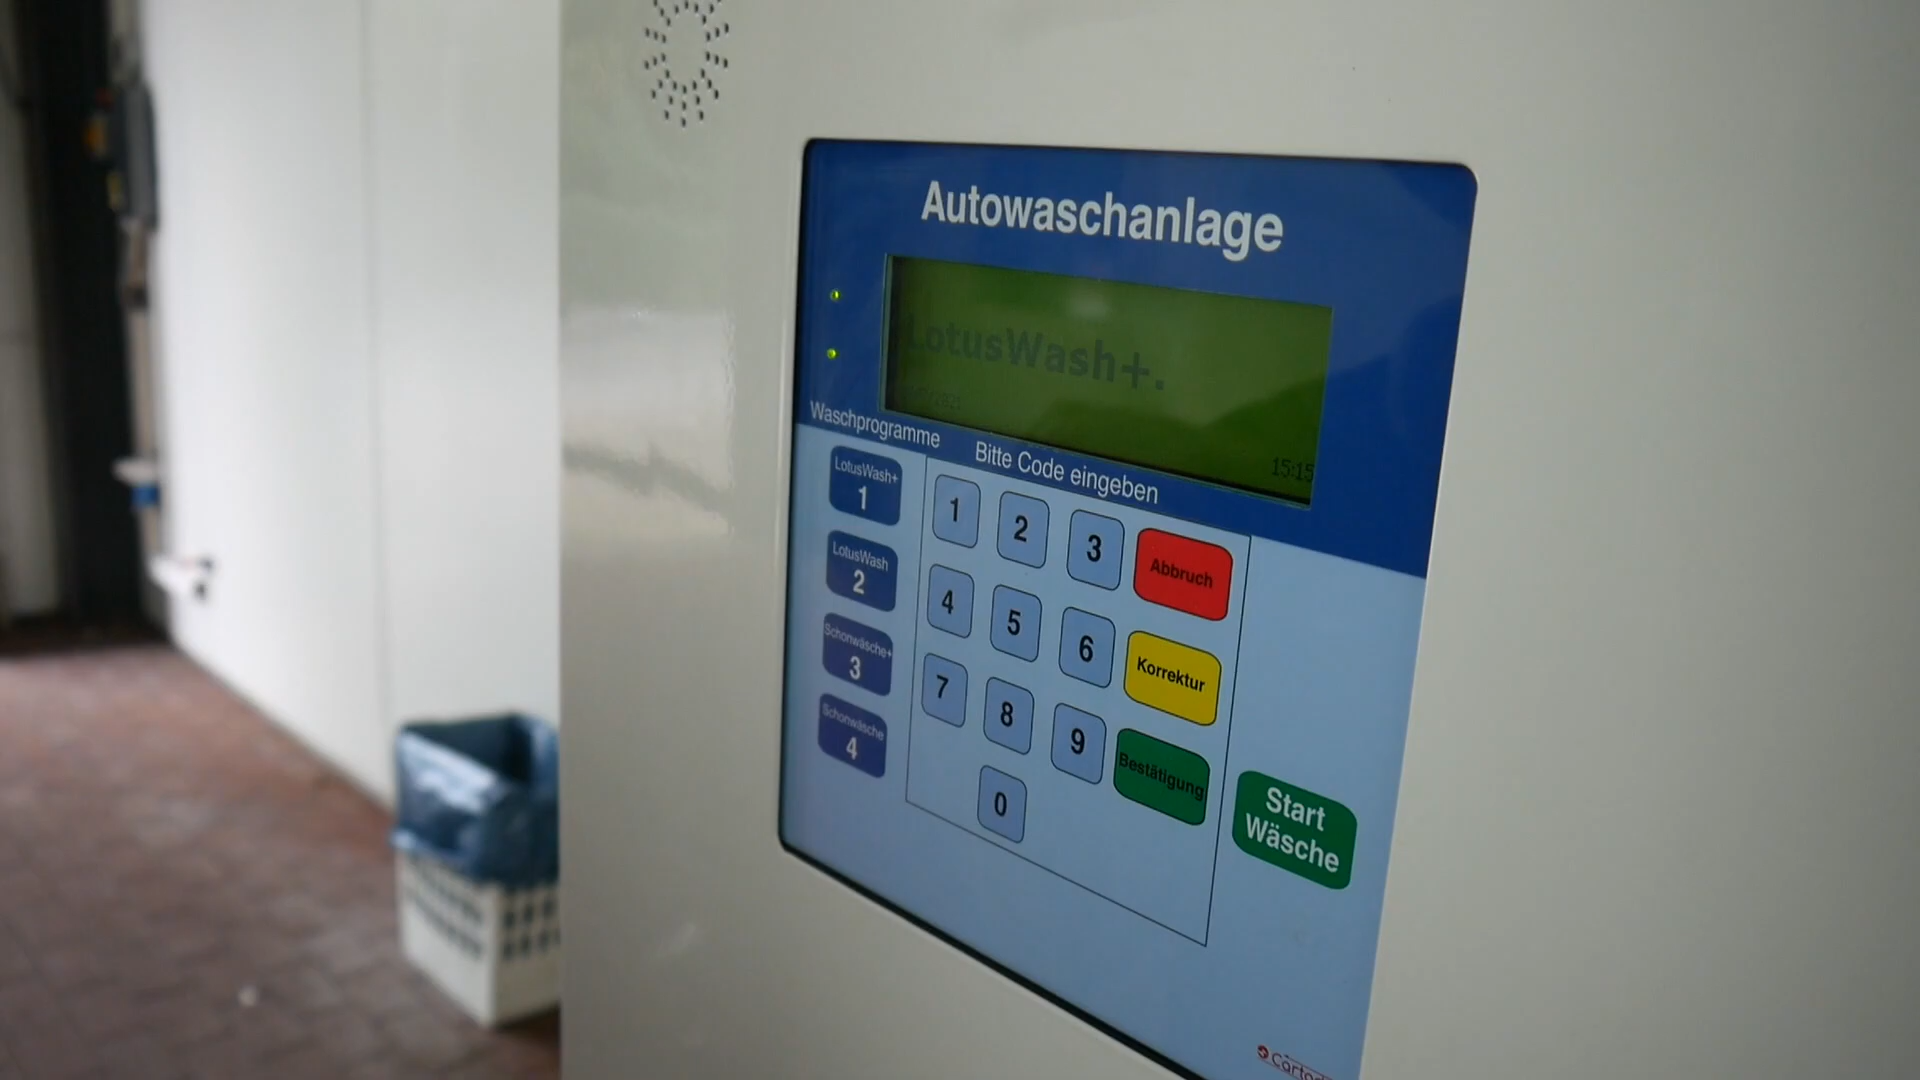 Autowaschanlage
LotusWash+.
15:15
Waschprogramme
Bitte Code eingeben
LotusWash+
1
LotusWash
2
Schonwäsche+
3
Schonwäsche
4
1 2 3 Abbruch
4 5 6 Korrektur
7 8 9 Bestätigung
0
Start
Wäsche